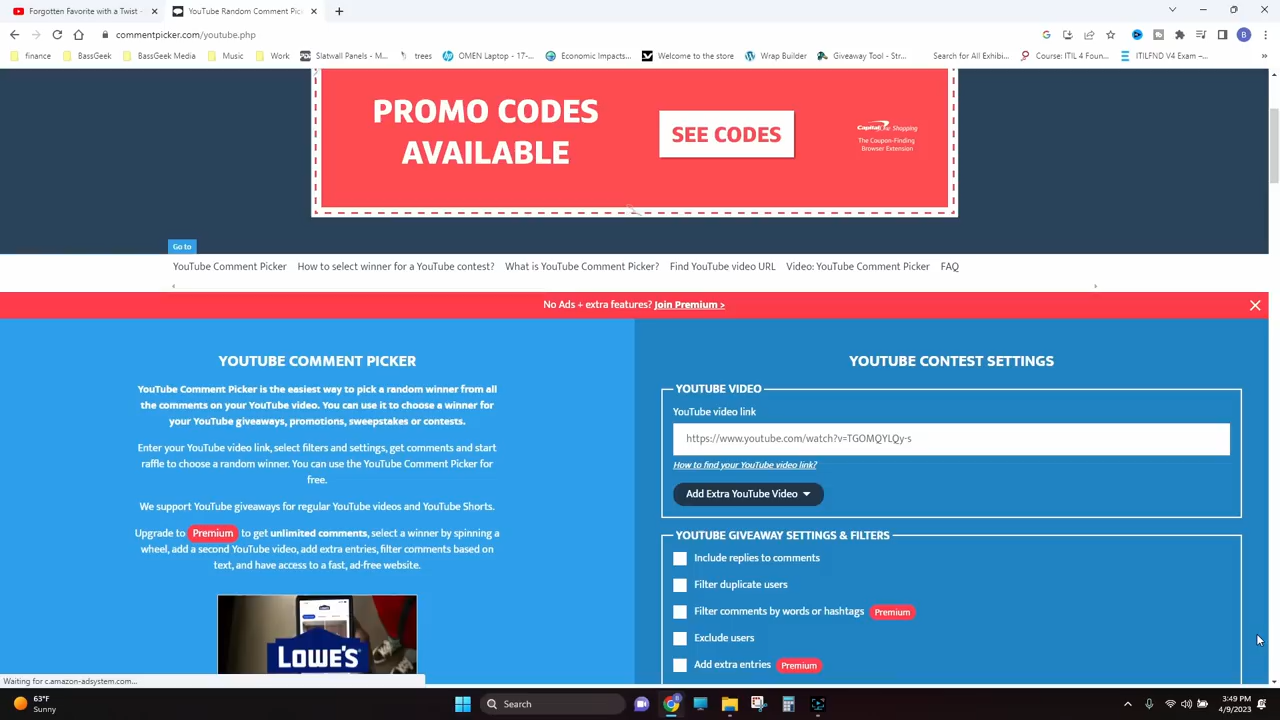 Forgotten Favorite with a Twist -
YouTube Random Comment Pick
commentpicker.com/youtube.php
B
finance
BassGeek
BassGeek Media
Music
Work
Slatwall Panels - M...
trees
OMEN Laptop - 17-...
Economic Impacts...
Welcome to the store
Wrap Builder
Giveaway Tool - Str...
Search for All Exhibi...
Course: ITIL 4 Foun...
ITILFND V4 Exam –...
PROMO CODES
AVAILABLE
SEE CODES
Capital One Shopping
The Coupon-Finding
Browser Extension
Go to
YouTube Comment Picker
How to select winner for a YouTube contest?
What is YouTube Comment Picker?
Find YouTube video URL
Video: YouTube Comment Picker
FAQ
No Ads + extra features? Join Premium >
YOUTUBE COMMENT PICKER
YouTube Comment Picker is the easiest way to pick a random winner from all
the comments on your YouTube video. You can use it to choose a winner for
your YouTube giveaways, promotions, sweepstakes or contests.
Enter your YouTube video link, select filters and settings, get comments and start
raffle to choose a random winner. You can use the YouTube Comment Picker for
free.
We support YouTube giveaways for regular YouTube videos and YouTube Shorts.
Upgrade to Premium to get unlimited comments, select a winner by spinning a
wheel, add a second YouTube video, add extra entries, filter comments based on
text, and have access to a fast, ad-free website.
LOWE'S
YOUTUBE CONTEST SETTINGS
YOUTUBE VIDEO
YouTube video link
https://www.youtube.com/watch?v=TGOMQYLQy-s
How to find your YouTube video link?
Add Extra YouTube Video
YOUTUBE GIVEAWAY SETTINGS & FILTERS
Include replies to comments
Filter duplicate users
Filter comments by words or hashtags Premium
Exclude users
Add extra entries Premium
Waiting for c.amazon-adsystem.com...
63°F
Sunny
Search
3:49 PM
4/9/2023